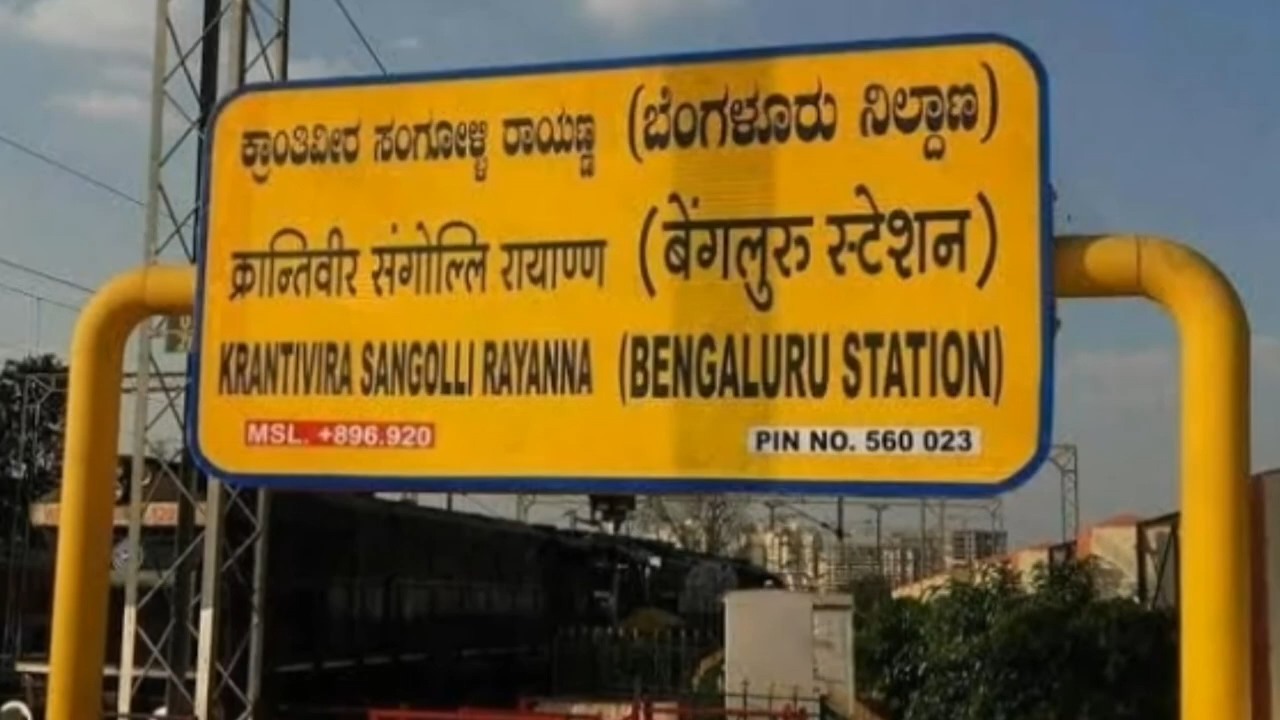 ಕ್ರಾಂತಿವೀರ ಸಂಗೊಳ್ಳಿ ರಾಯಣ್ಣ (ಬೆಂಗಳೂರು ನಿಲ್ದಾಣ)
क्रान्तिवीर संगोल्लि रायाण्ण (बेंगलुरु स्टेशन)
KRANTIVIRA SANGOLLI RAYANNA (BENGALURU STATION)
MSL. +896.920 PIN NO. 560 023